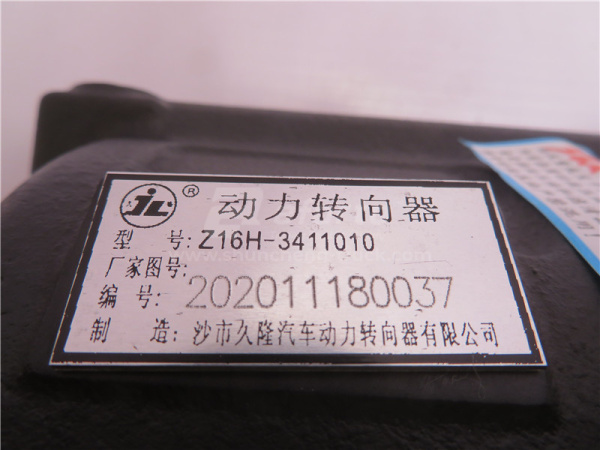 JL ® 动力转向器
型 号: Z16H-3411010
厂家图号:
编 号: 202011180037
制 造: 沙市久隆汽车动力转向器有限公司